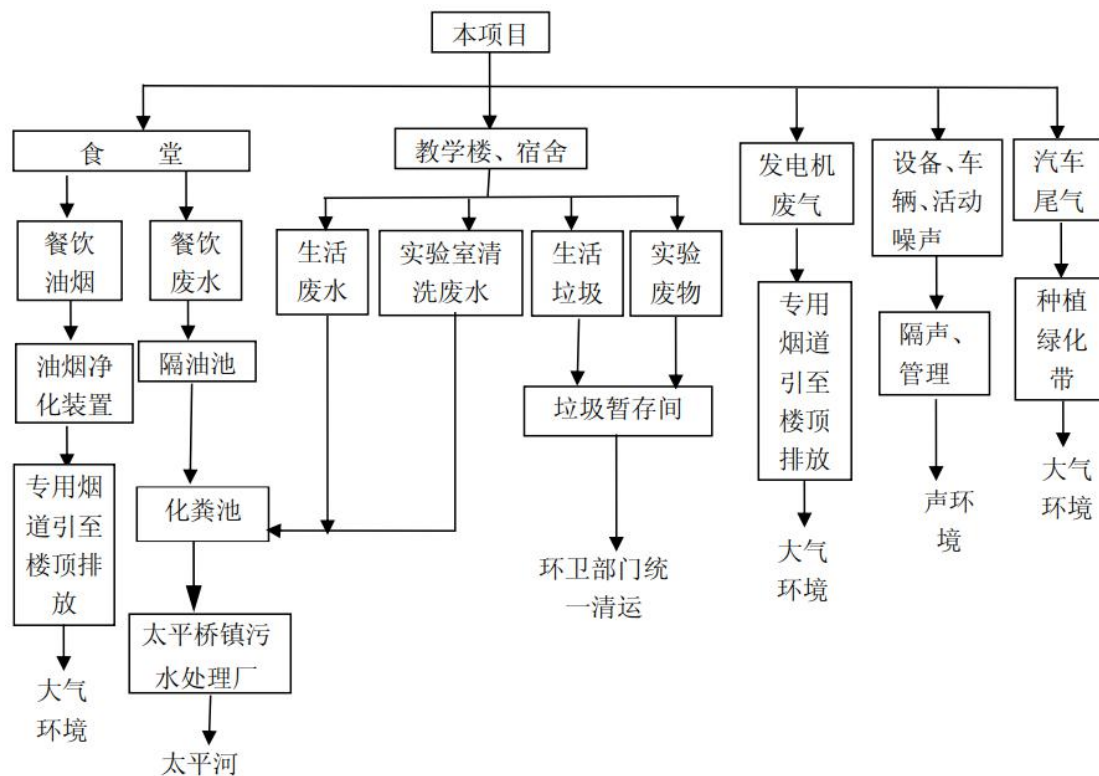 本项目
食 堂
教学楼、宿舍
发电机
废气
设备、车
辆、活动
噪声
汽车
尾气
餐饮
油烟
餐饮
废水
生活
废水
实验室清
洗废水
生活
垃圾
实验
废物
专用
烟道
引至
楼顶
排放
隔声、
管理
种植
绿化
带
油烟净
化装置
隔油池
垃圾暂存间
专用烟
道引至
楼顶排
放
化粪池
环卫部门统
一清运
大气
环境
声环
境
大气
环境
太平桥镇污
水处理厂
大气
环境
太平河